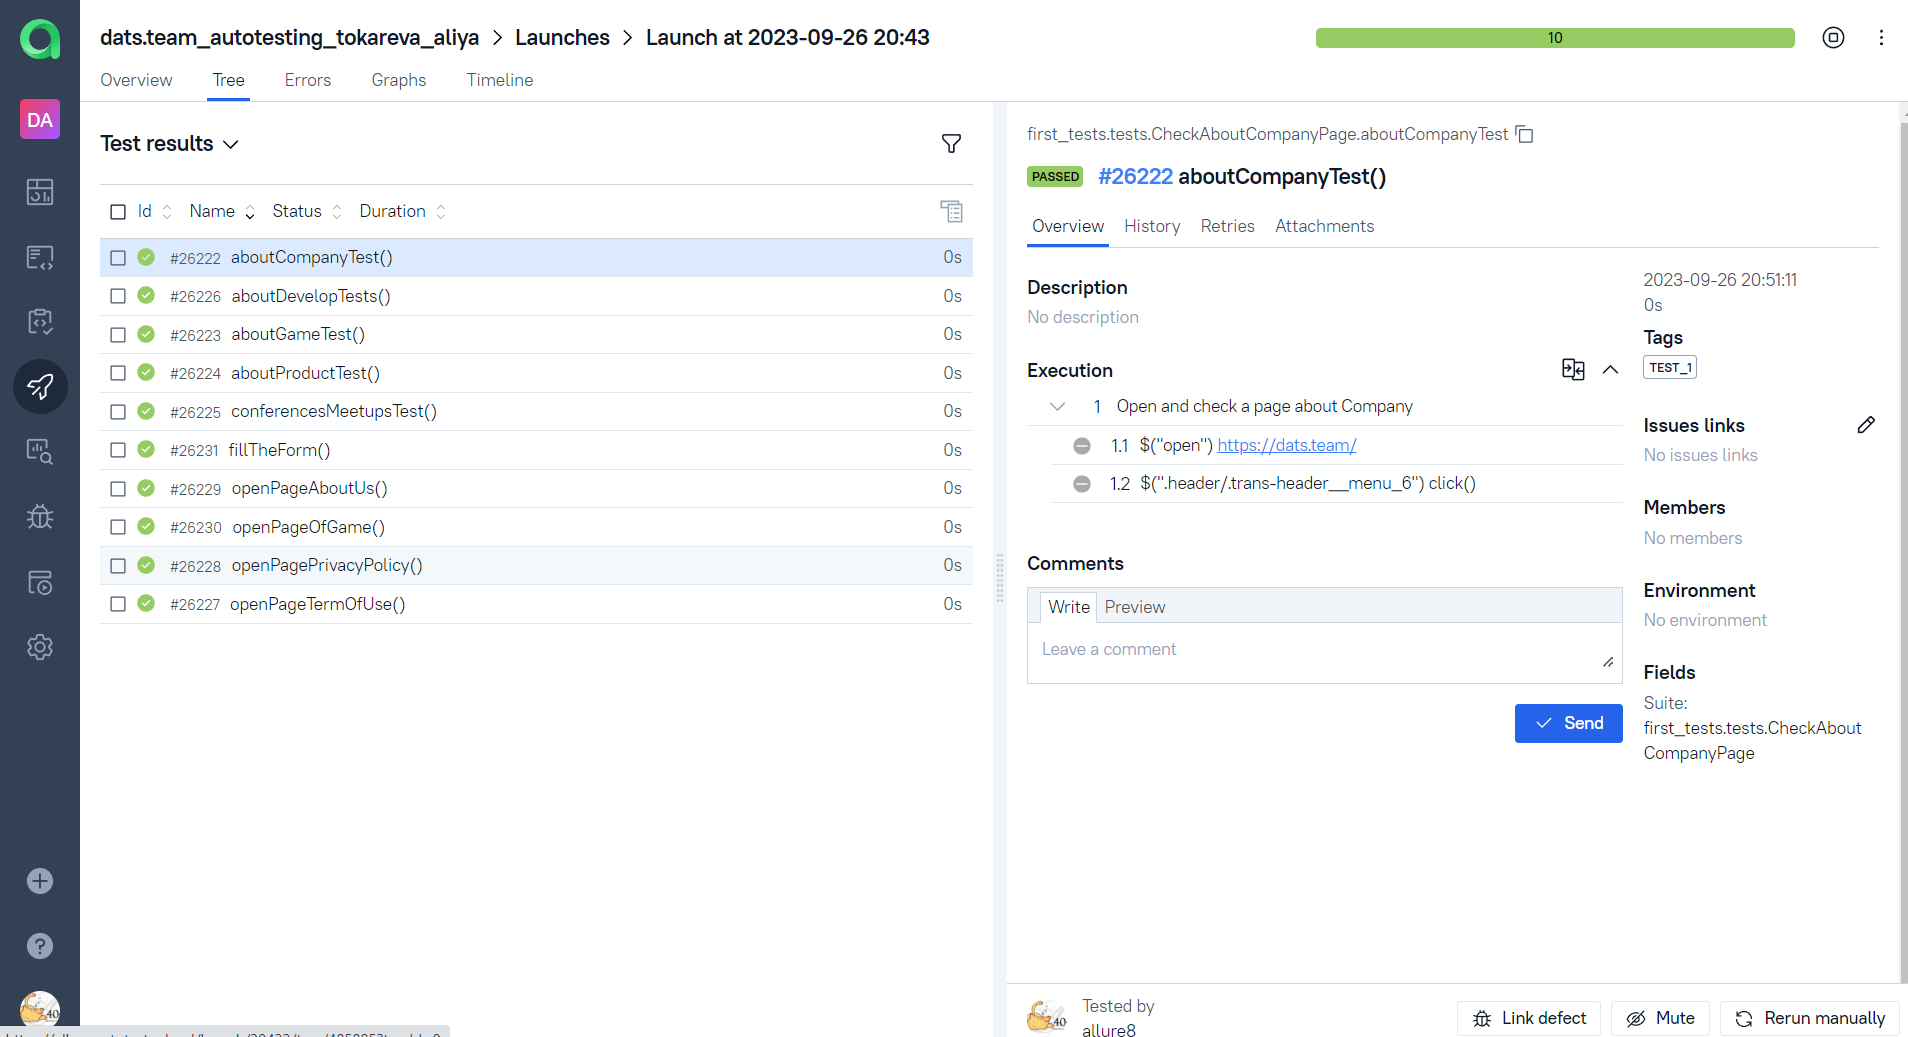 dats.team_autotesting_tokareva_aliya > Launches > Launch at 2023-09-26 20:43
10
Overview Tree Errors Graphs Timeline
DA
Test results
Id Name Status Duration
#26222 aboutCompanyTest() 0s
#26226 aboutDevelopTests() 0s
#26223 aboutGameTest() 0s
#26224 aboutProductTest() 0s
#26225 conferencesMeetupsTest() 0s
#26231 fillTheForm() 0s
#26229 openPageAboutUs() 0s
#26230 openPageOfGame() 0s
#26228 openPagePrivacyPolicy() 0s
#26227 openPageTermOfUse() 0s
first_tests.tests.CheckAboutCompanyPage.aboutCompanyTest
PASSED #26222 aboutCompanyTest()
Overview History Retries Attachments
Description
No description
Execution
1 Open and check a page about Company
1.1 $("open") https://dats.team/
1.2 $(".header/.trans-header__menu_6") click()
Comments
Write Preview
Leave a comment
Send
2023-09-26 20:51:11
0s
Tags
TEST_1
Issues links
No issues links
Members
No members
Environment
No environment
Fields
Suite:
first_tests.tests.CheckAbout
CompanyPage
Tested by
allure8
Link defect Mute Rerun manually